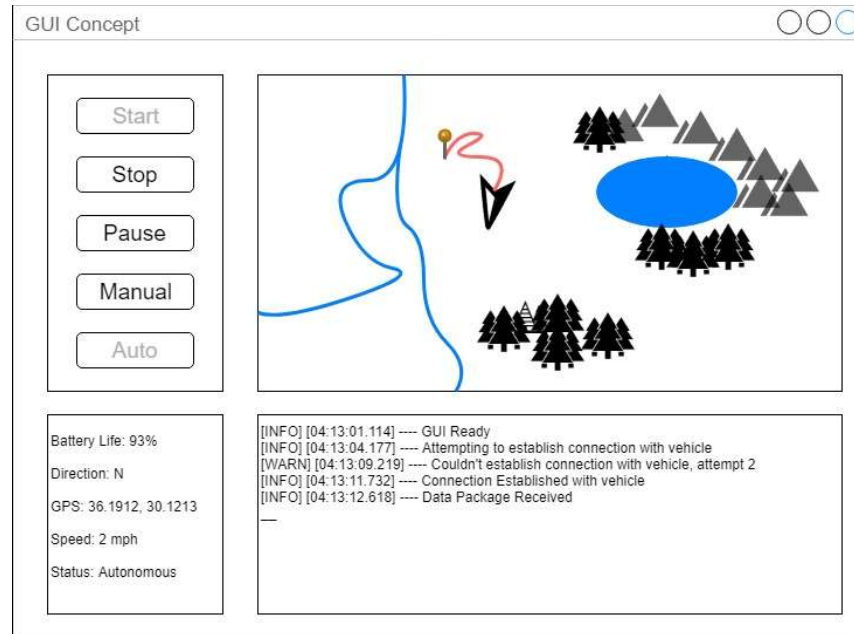 GUI Concept
Start
Stop
Pause
Manual
Auto
Battery Life: 93%
Direction: N
GPS: 36.1912, 30.1213
Speed: 2 mph
Status: Autonomous
[INFO] [04:13:01.114] ---- GUI Ready
[INFO] [04:13:04.177] ---- Attempting to establish connection with vehicle
[WARN] [04:13:09.219] ---- Couldn't establish connection with vehicle, attempt 2
[INFO] [04:13:11.732] ---- Connection Established with vehicle
[INFO] [04:13:12.618] ---- Data Package Received
__